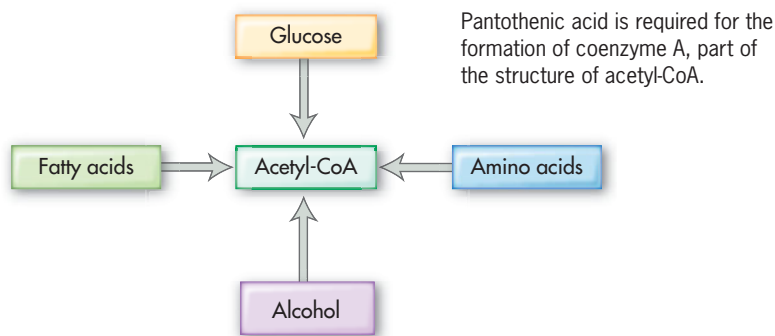 Glucose
Pantothenic acid is required for the
formation of coenzyme A, part of
the structure of acetyl-CoA.
Fatty acids
Acetyl-CoA
Amino acids
Alcohol